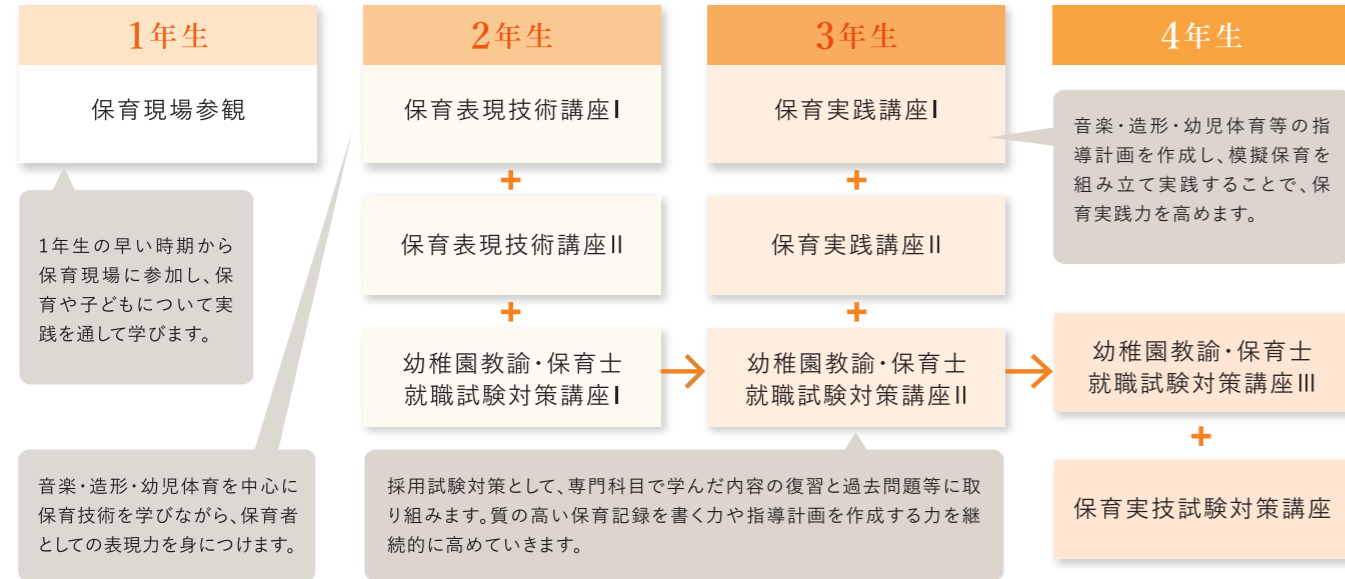 1年生
保育現場参観
1年生の早い時期から
保育現場に参加し、保
育や子どもについて実
践を通して学びます。
2年生
保育表現技術講座I
+
保育表現技術講座II
+
幼稚園教諭・保育士
就職試験対策講座I
音楽・造形・幼児体育を中心に
保育技術を学びながら、保育者
としての表現力を身につけます。
3年生
保育実践講座I
+
保育実践講座II
+
幼稚園教諭・保育士
就職試験対策講座II
採用試験対策として、専門科目で学んだ内容の復習と過去問題等に取
り組みます。質の高い保育記録を書く力や指導計画を作成する力を継
続的に高めていきます。
4年生
音楽・造形・幼児体育等の指
導計画を作成し、模擬保育を
組み立て実践することで、保
育実践力を高めます。
幼稚園教諭・保育士
就職試験対策講座III
+
保育実技試験対策講座